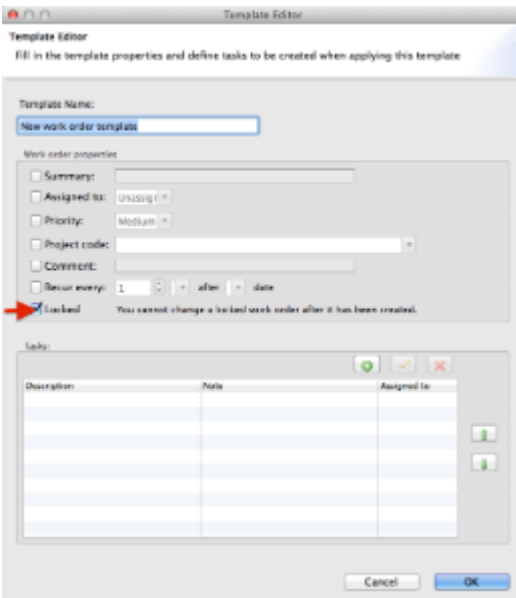 Template Editor
Template Editor
Fill in the template properties and define tasks to be created when applying this template
Template Name:
New work order template
Work order properties
Summary:
Assigned to: Unassigr
Priority: Medium
Project code:
Comment:
Recur every: 1 after date
Locked You cannot change a locked work order after it has been created.
Tasks:
Description Note Assigned to
Cancel OK